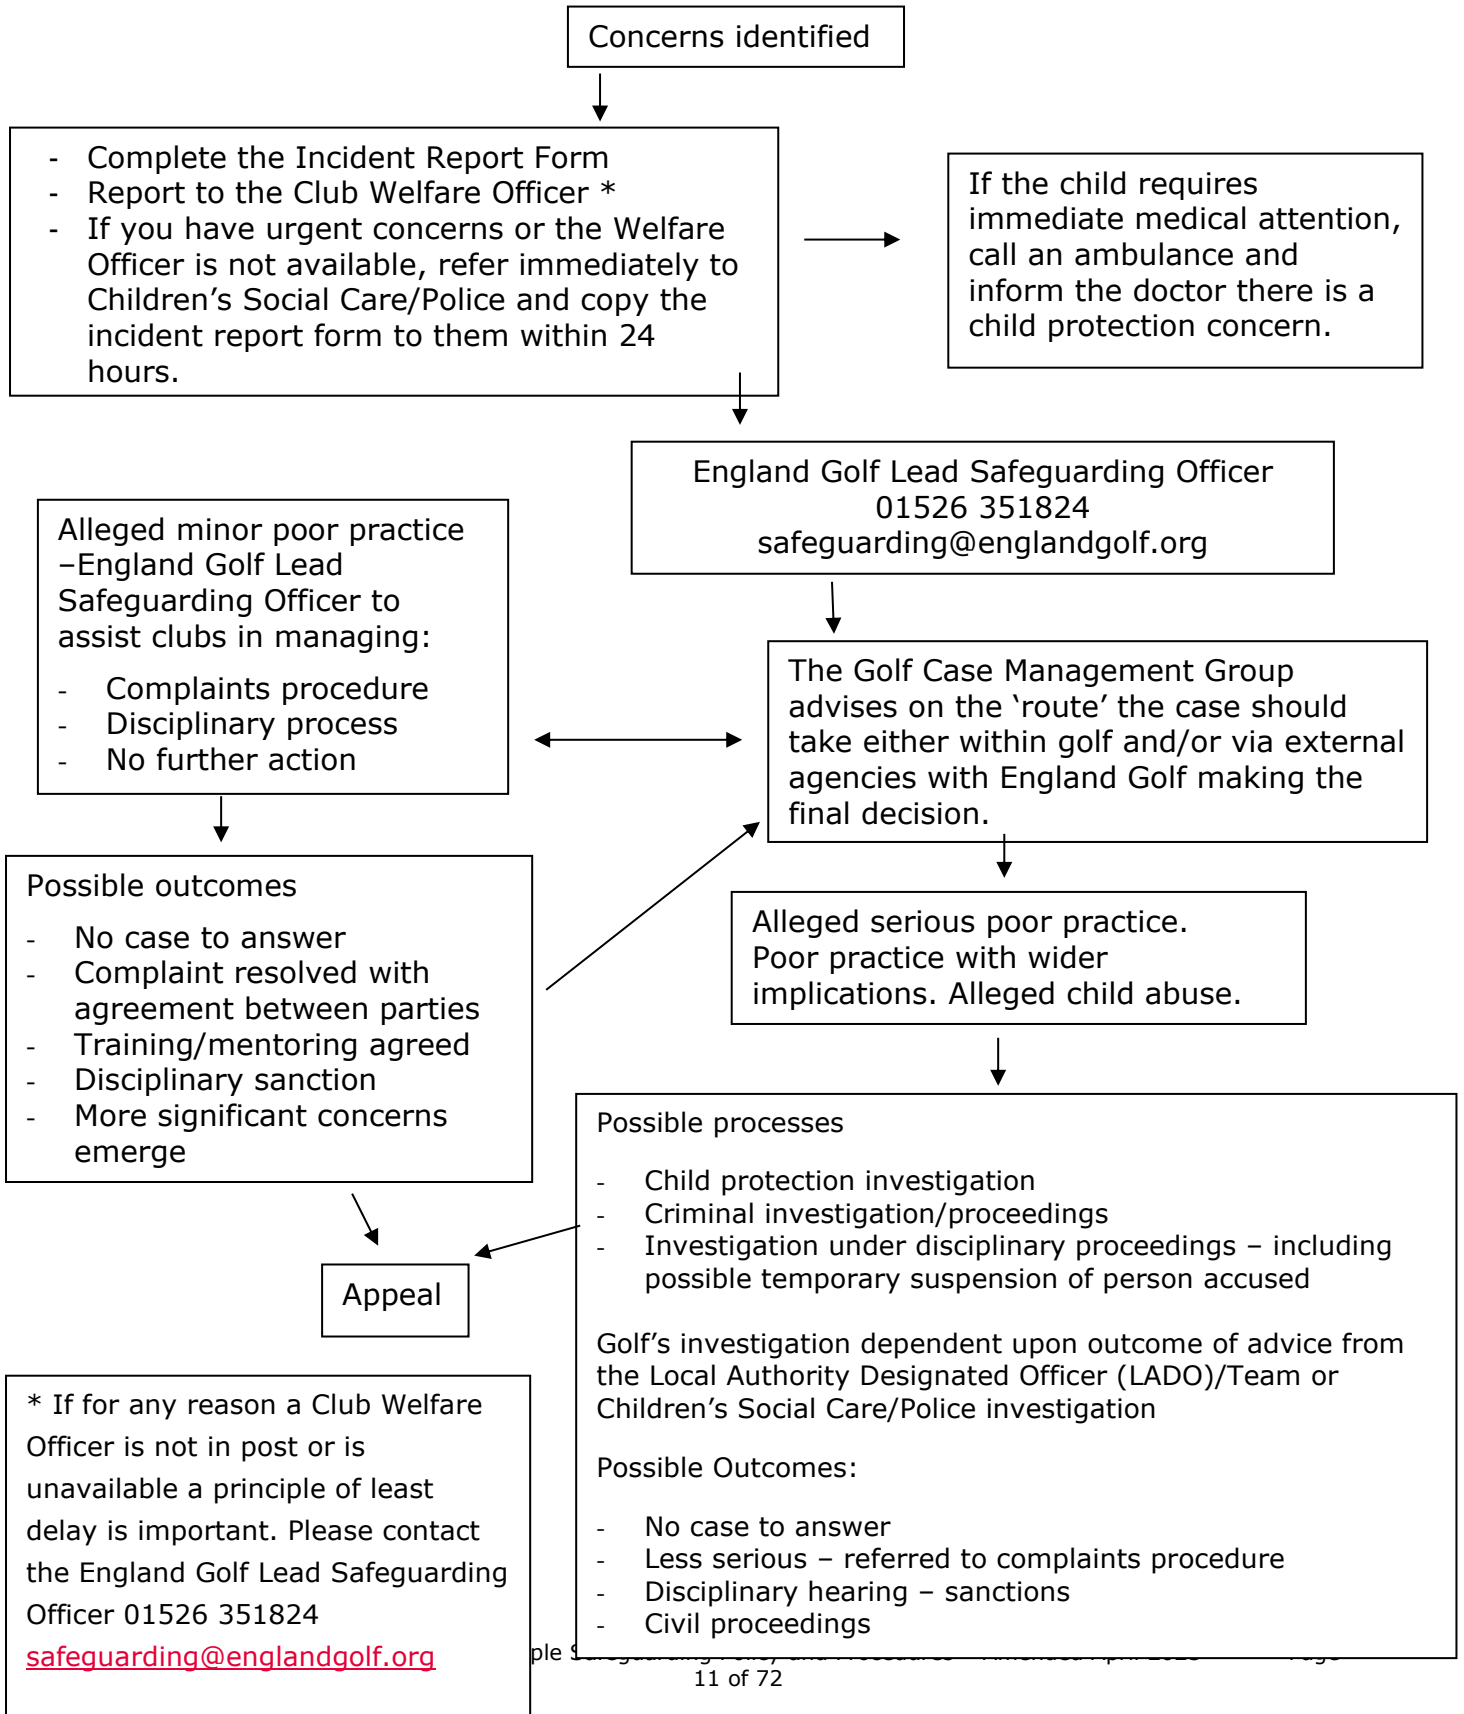 Concerns identified
- Complete the Incident Report Form
- Report to the Club Welfare Officer *
- If you have urgent concerns or the Welfare
Officer is not available, refer immediately to
Children’s Social Care/Police and copy the
incident report form to them within 24
hours.
If the child requires
immediate medical attention,
call an ambulance and
inform the doctor there is a
child protection concern.
England Golf Lead Safeguarding Officer
01526 351824
safeguarding@englandgolf.org
Alleged minor poor practice
–England Golf Lead
Safeguarding Officer to
assist clubs in managing:
- Complaints procedure
- Disciplinary process
- No further action
The Golf Case Management Group
advises on the ‘route’ the case should
take either within golf and/or via external
agencies with England Golf making the
final decision.
Possible outcomes
- No case to answer
- Complaint resolved with
agreement between parties
- Training/mentoring agreed
- Disciplinary sanction
- More significant concerns
emerge
Alleged serious poor practice.
Poor practice with wider
implications. Alleged child abuse.
Possible processes
- Child protection investigation
- Criminal investigation/proceedings
- Investigation under disciplinary proceedings – including
possible temporary suspension of person accused
Golf’s investigation dependent upon outcome of advice from
the Local Authority Designated Officer (LADO)/Team or
Children’s Social Care/Police investigation
Possible Outcomes:
- No case to answer
- Less serious – referred to complaints procedure
- Disciplinary hearing – sanctions
- Civil proceedings
Appeal
* If for any reason a Club Welfare
Officer is not in post or is
unavailable a principle of least
delay is important. Please contact
the England Golf Lead Safeguarding
Officer 01526 351824
safeguarding@englandgolf.org
ple Safeguarding Policy and Procedures
11 of 72